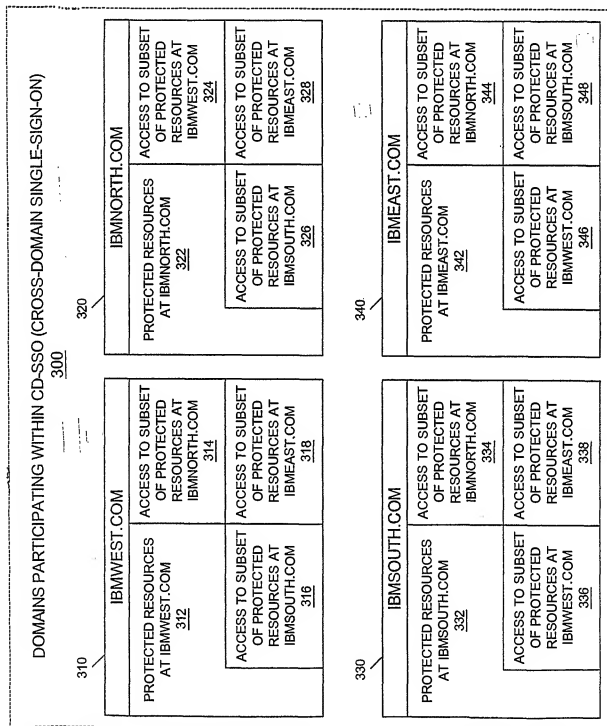 DOMAINS PARTICIPATING WITHIN CD-SSO (CROSS-DOMAIN SINGLE-SIGN-ON)
300
310
IBMWEST.COM
PROTECTED RESOURCES
AT IBMWEST.COM
312
ACCESS TO SUBSET
OF PROTECTED
RESOURCES AT
IBMNORTH.COM
314
ACCESS TO SUBSET
OF PROTECTED
RESOURCES AT
IBMSOUTH.COM
316
ACCESS TO SUBSET
OF PROTECTED
RESOURCES AT
IBMEAST.COM
318
320
IBMNORTH.COM
PROTECTED RESOURCES
AT IBMNORTH.COM
322
ACCESS TO SUBSET
OF PROTECTED
RESOURCES AT
IBMWEST.COM
324
ACCESS TO SUBSET
OF PROTECTED
RESOURCES AT
IBMSOUTH.COM
326
ACCESS TO SUBSET
OF PROTECTED
RESOURCES AT
IBMEAST.COM
328
330
IBMSOUTH.COM
PROTECTED RESOURCES
AT IBMSOUTH.COM
332
ACCESS TO SUBSET
OF PROTECTED
RESOURCES AT
IBMNORTH.COM
334
ACCESS TO SUBSET
OF PROTECTED
RESOURCES AT
IBMWEST.COM
336
ACCESS TO SUBSET
OF PROTECTED
RESOURCES AT
IBMEAST.COM
338
340
IBMEAST.COM
PROTECTED RESOURCES
AT IBMEAST.COM
342
ACCESS TO SUBSET
OF PROTECTED
RESOURCES AT
IBMNORTH.COM
344
ACCESS TO SUBSET
OF PROTECTED
RESOURCES AT
IBMWEST.COM
346
ACCESS TO SUBSET
OF PROTECTED
RESOURCES AT
IBMSOUTH.COM
348